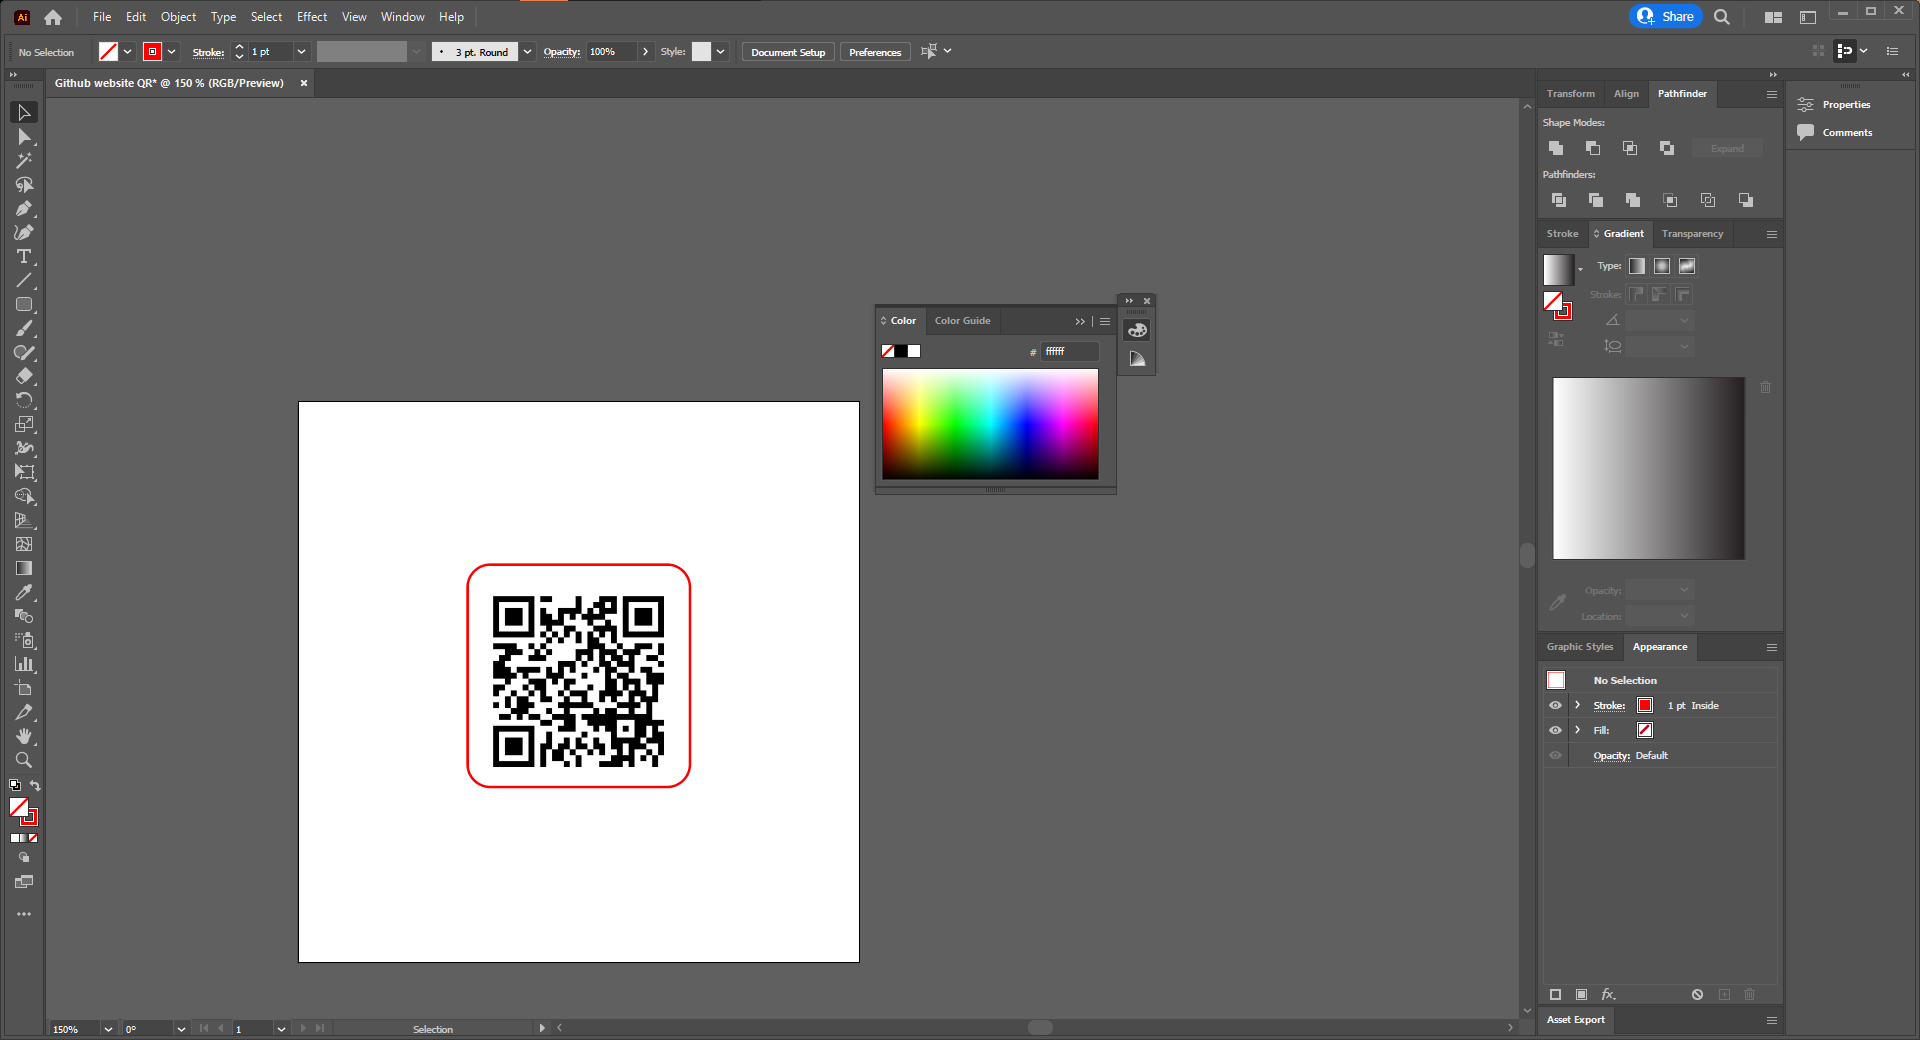 Ai File Edit Object Type Select Effect View Window Help Share
No Selection Stroke: 1 pt 3 pt. Round Opacity: 100% Style: Document Setup Preferences
Github website QR* @ 150 % (RGB/Preview)
Transform Align Pathfinder
Shape Modes:
Expand
Pathfinders:
Properties
Comments
Stroke Gradient Transparency
Type:
Stroke:
Opacity:
Location:
Color Color Guide
# ffffff
Graphic Styles Appearance
No Selection
Stroke: 1 pt Inside
Fill:
Opacity: Default
fx
Asset Export
150% 0° 1 Selection